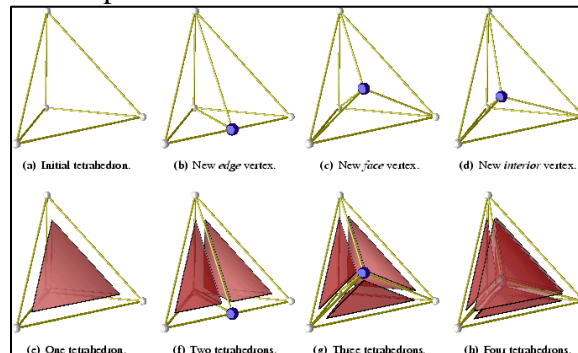 (a) Initial tetrahedron. (b) New edge vertex. (c) New face vertex. (d) New interior vertex.
(e) One tetrahedron. (f) Two tetrahedrons. (g) Three tetrahedrons. (h) Four tetrahedrons.